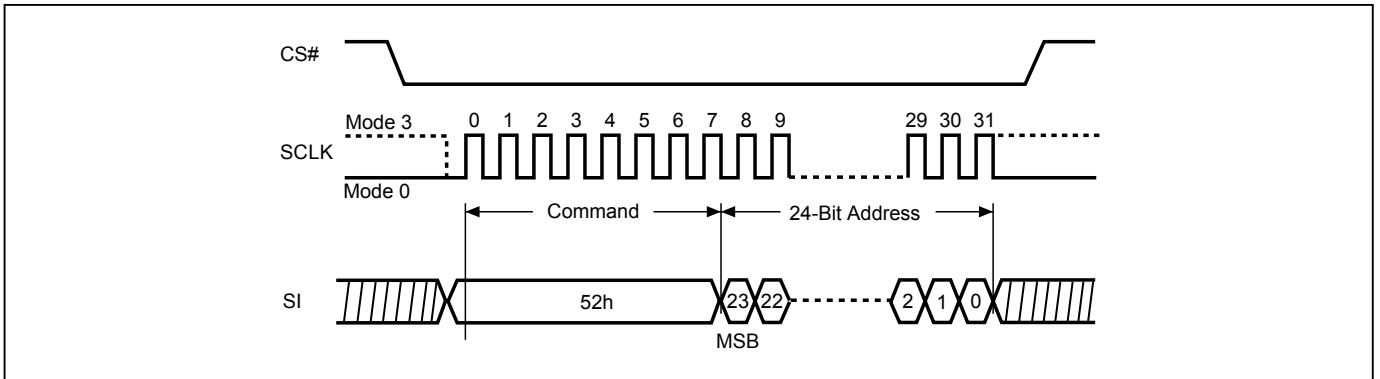 CS#
Mode 3 0 1 2 3 4 5 6 7 8 9 29 30 31
SCLK
Mode 0
Command 24-Bit Address
SI 52h 23 22 2 1 0
MSB